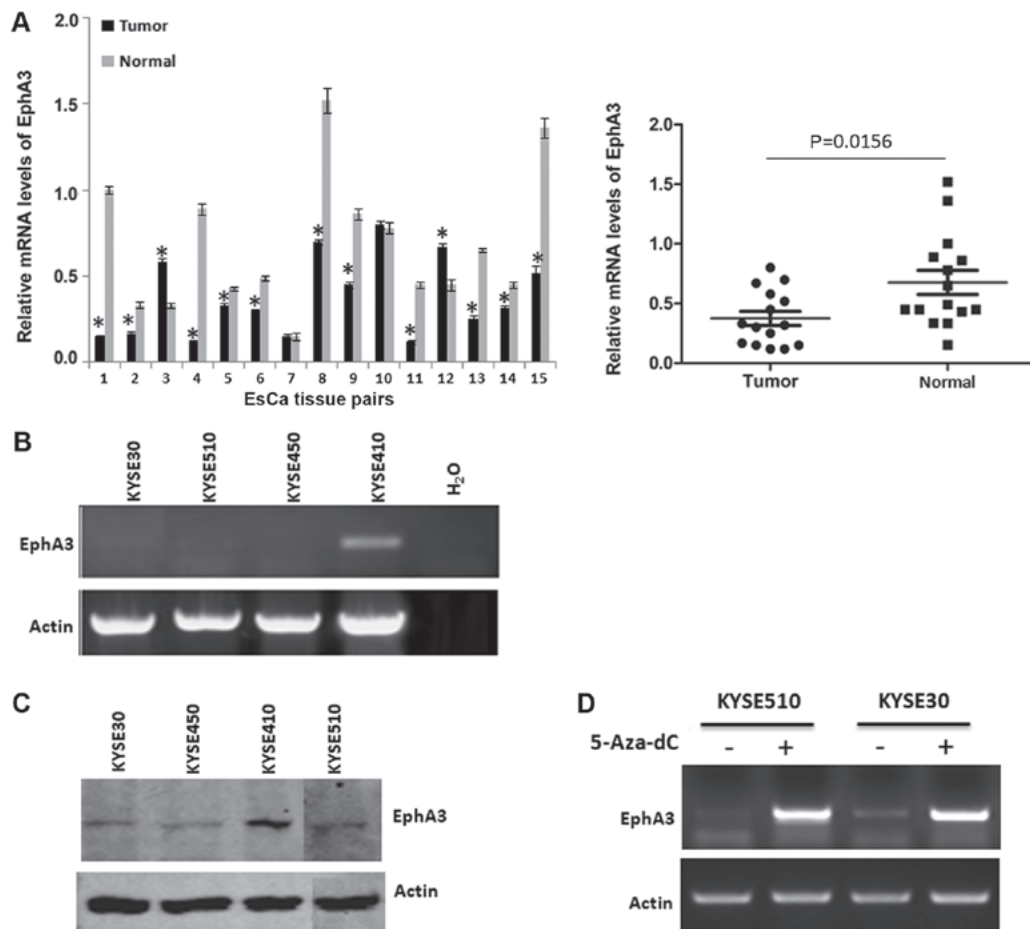 A
Relative mRNA levels of EphA3
2.0
1.5
1.0
0.5
0.0
Tumor
Normal
* * * * * * * * * * * * *
1 2 3 4 5 6 7 8 9 10 11 12 13 14 15
EsCa tissue pairs
Relative mRNA levels of EphA3
2.0
1.5
1.0
0.5
0.0
P=0.0156
Tumor Normal
B
KYSE30
KYSE510
KYSE450
KYSE410
H₂O
EphA3
Actin
C
KYSE30
KYSE450
KYSE410
KYSE510
EphA3
Actin
D
KYSE510 KYSE30
5-Aza-dC - + - +
EphA3
Actin